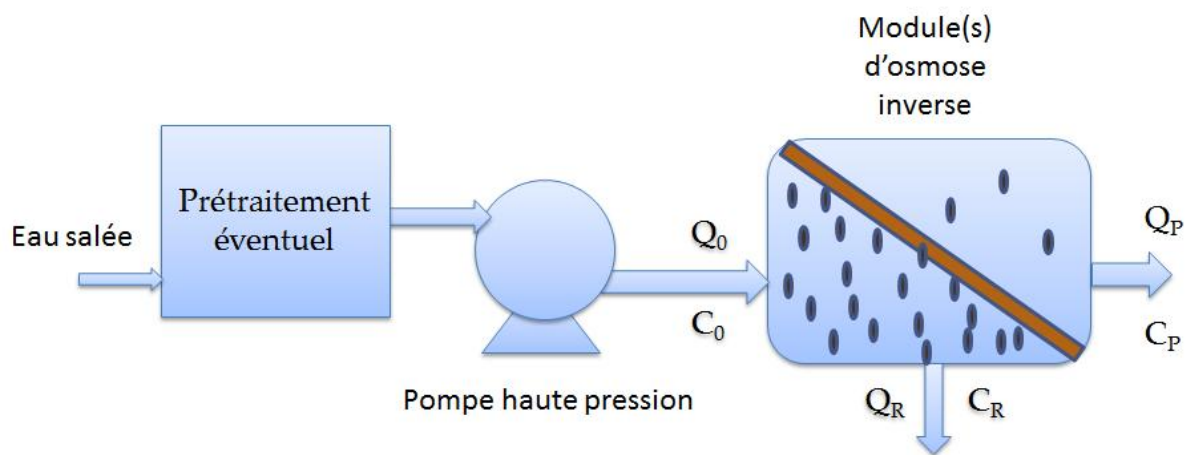 Module(s)
d'osmose
inverse
Prétraitement
éventuel
Eau salée
Q0
C0
QP
CP
Pompe haute pression
QR
CR